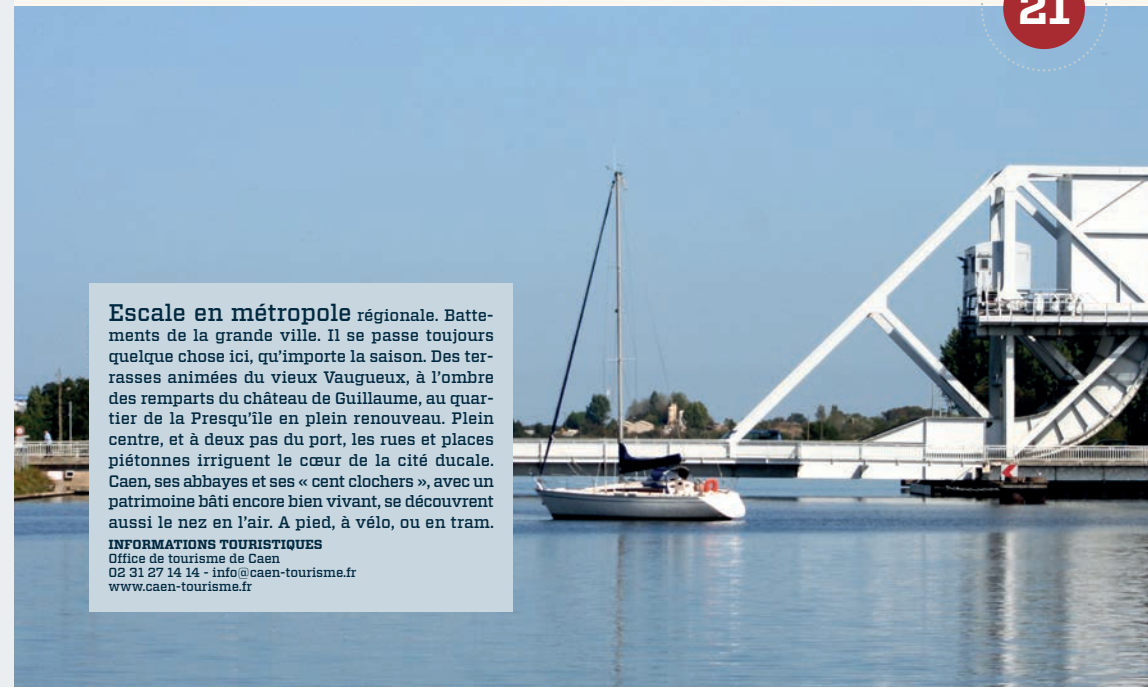 21
Escale en métropole régionale. Batte-
ments de la grande ville. Il se passe toujours
quelque chose ici, qu'importe la saison. Des ter-
rasses animées du vieux Vaugueux, à l'ombre
des remparts du château de Guillaume, au quar-
tier de la Presqu'île en plein renouveau. Plein
centre, et à deux pas du port, les rues et places
piétonnes irriguent le cœur de la cité ducale.
Caen, ses abbayes et ses « cent clochers », avec un
patrimoine bâti encore bien vivant, se découvrent
aussi le nez en l'air. A pied, à vélo, ou en tram.
INFORMATIONS TOURISTIQUES
Office de tourisme de Caen
02 31 27 14 14 - info@caen-tourisme.fr
www.caen-tourisme.fr